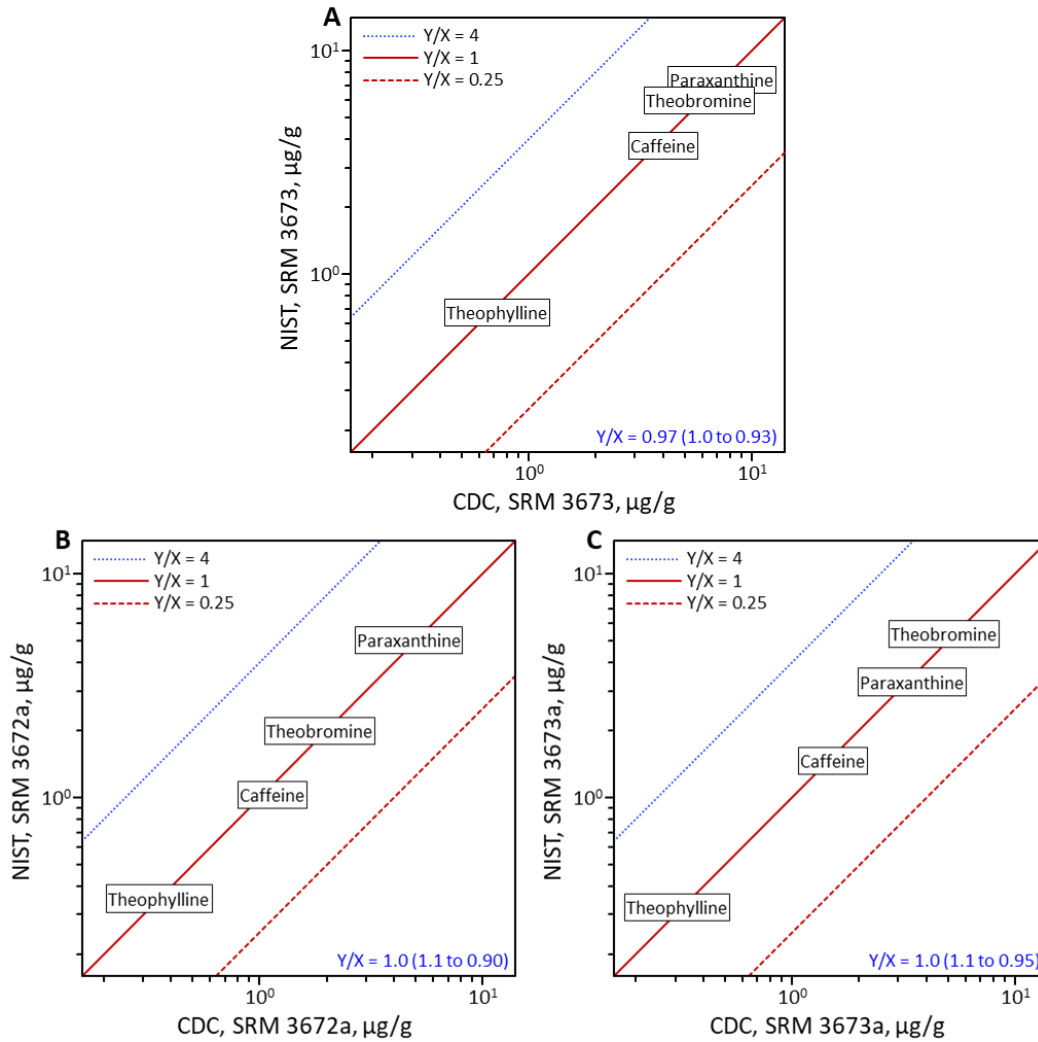 A
Y/X = 4
Y/X = 1
Y/X = 0.25
Paraxanthine
Theobromine
Caffeine
Theophylline
10¹
10⁰
NIST, SRM 3673, µg/g
Y/X = 0.97 (1.0 to 0.93)
10⁰
10¹
CDC, SRM 3673, µg/g
B
Y/X = 4
Y/X = 1
Y/X = 0.25
Paraxanthine
Theobromine
Caffeine
Theophylline
10¹
10⁰
NIST, SRM 3672a, µg/g
Y/X = 1.0 (1.1 to 0.90)
10⁰
10¹
CDC, SRM 3672a, µg/g
C
Y/X = 4
Y/X = 1
Y/X = 0.25
Theobromine
Paraxanthine
Caffeine
Theophylline
10¹
10⁰
NIST, SRM 3673a, µg/g
Y/X = 1.0 (1.1 to 0.95)
10⁰
10¹
CDC, SRM 3673a, µg/g